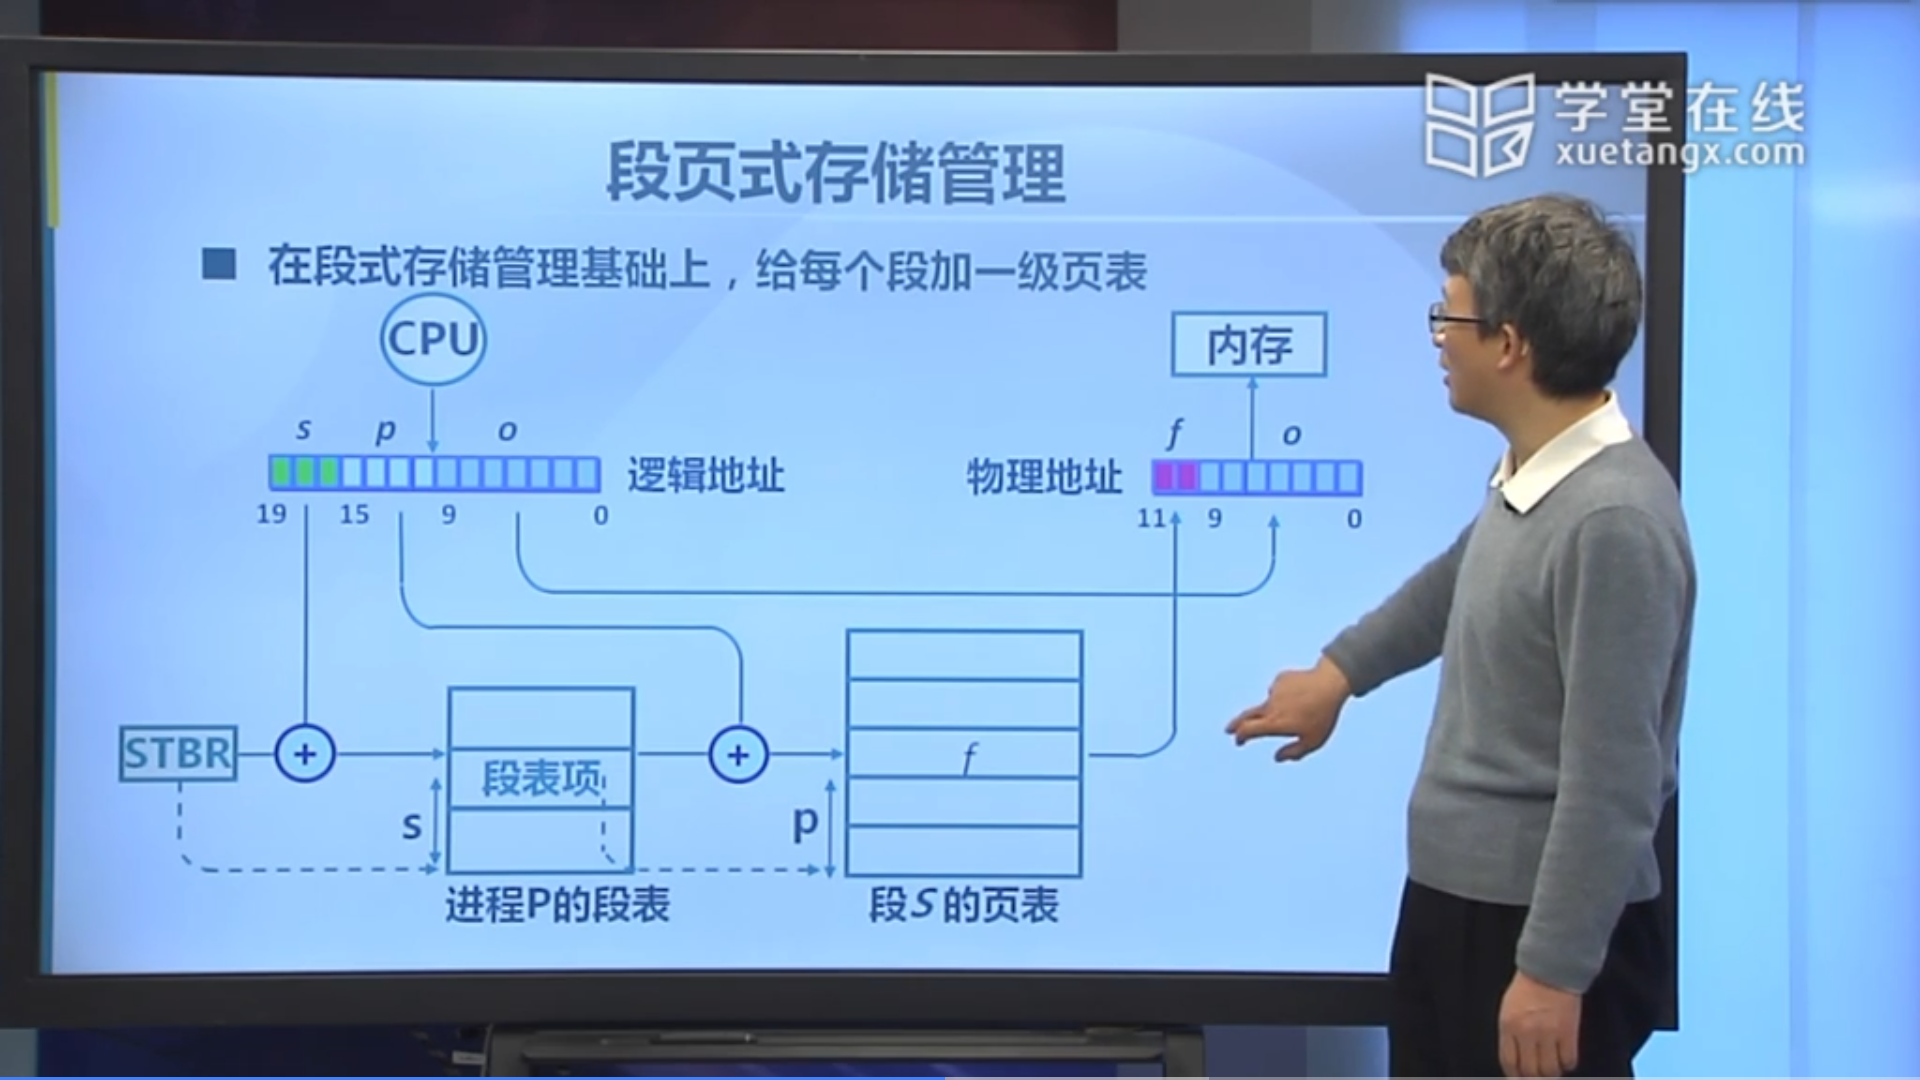 学堂在线
xuetangx.com
段页式存储管理
■ 在段式存储管理基础上，给每个段加一级页表
CPU
内存
s p o
f o
逻辑地址
物理地址
19 15 9 0
11 9 0
STBR
+
段表项
+
f
s
p
进程P的段表
段S的页表